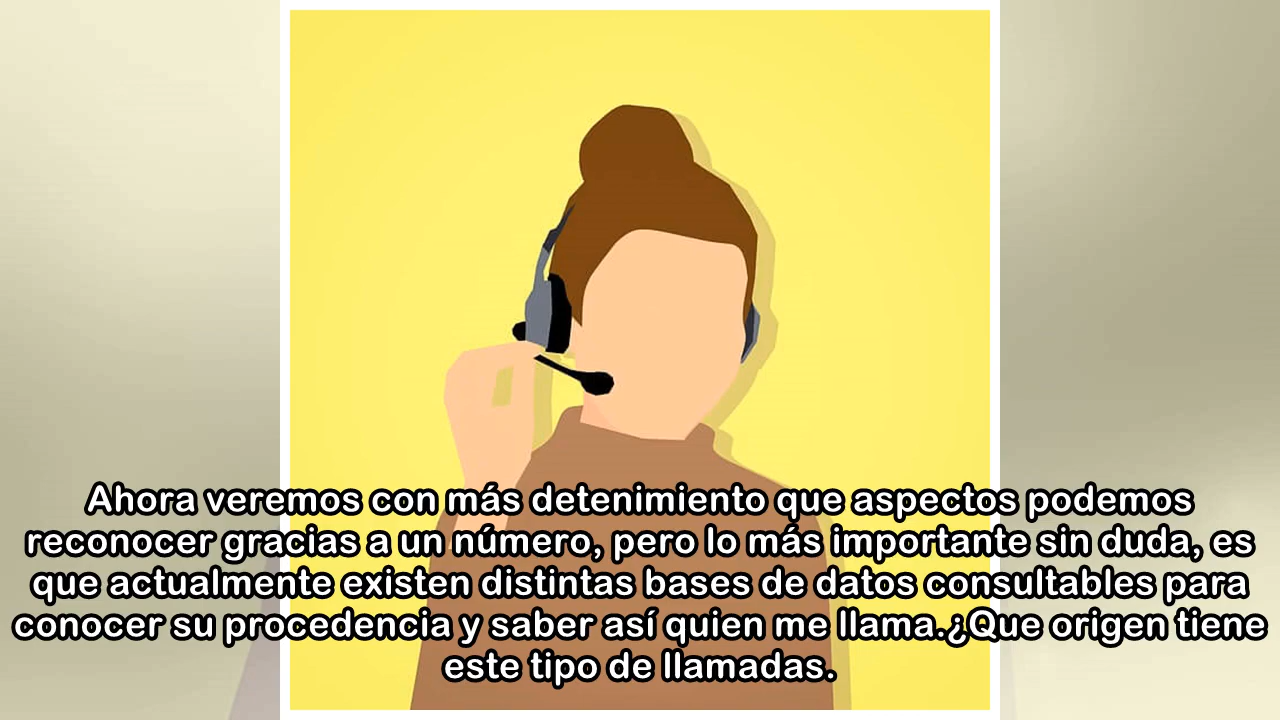 Ahora veremos con más detenimiento que aspectos podemos
reconocer gracias a un número, pero lo más importante sin duda, es
que actualmente existen distintas bases de datos consultables para
conocer su procedencia y saber así quien me llama.¿Que origen tiene
este tipo de llamadas.